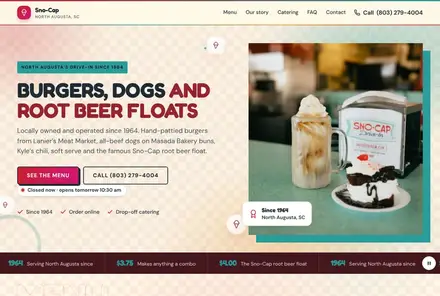 Sno-Cap
NORTH AUGUSTA, SC
Menu
Our story
Catering
FAQ
Contact
Call (803) 279-4004
NORTH AUGUSTA'S DRIVE-IN SINCE 1964
BURGERS, DOGS AND
ROOT BEER FLOATS
Locally owned and operated since 1964. Hand-pattied burgers
from Lanier's Meat Market, all-beef dogs on Masada Bakery buns,
Kyle's chili, soft serve and the famous Sno-Cap root beer float.
SEE THE MENU
CALL (803) 279-4004
Closed now · opens tomorrow 10:30 am
Since 1964
Order online
Drop-off catering
SNO-CAP
DRIVE-IN
Since 1964
North Augusta, SC
1964 Serving North Augusta since
$3.75 Makes anything a combo
$4.00 The Sno-Cap root beer float
1964 Serving North Augusta since